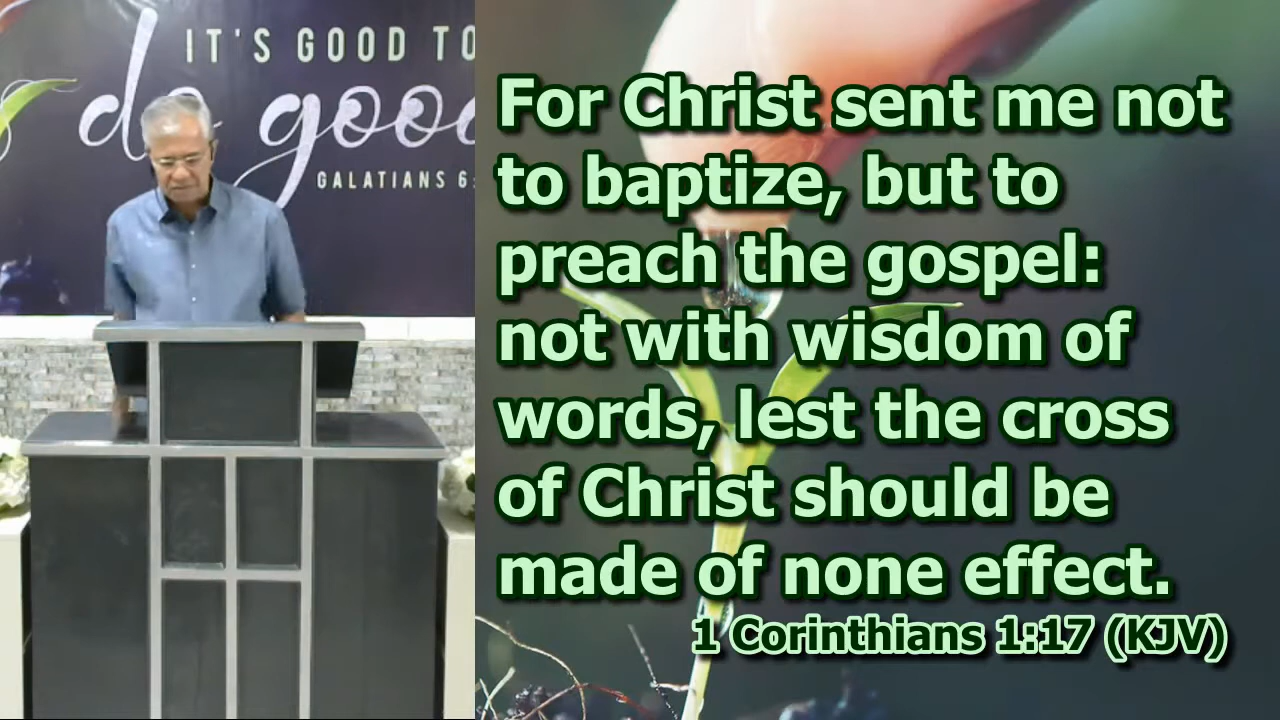 IT'S GOOD TO
do good
GALATIANS 6:
For Christ sent me not
to baptize, but to
preach the gospel:
not with wisdom of
words, lest the cross
of Christ should be
made of none effect.
1 Corinthians 1:17 (KJV)